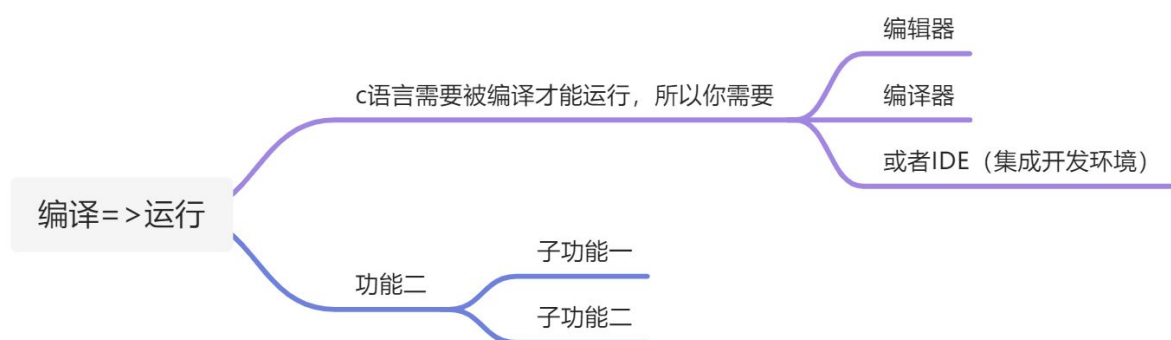 编译=>运行
c语言需要被编译才能运行，所以你需要
编辑器
编译器
或者IDE（集成开发环境）
功能二
子功能一
子功能二